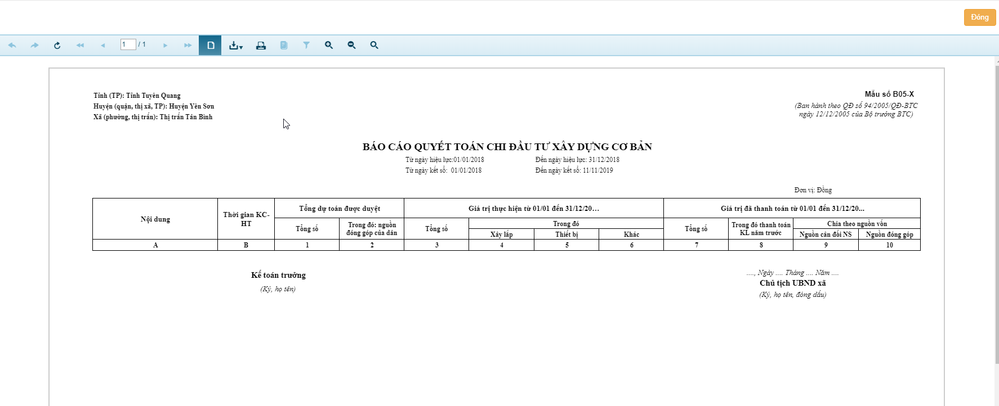 Đóng
1 / 1
Tỉnh (TP): Tỉnh Tuyên Quang
Huyện (quận, thị xã, TP): Huyện Yên Sơn
Xã (phường, thị trấn): Thị trấn Tân Bình
Mẫu số B05-X
(Ban hành theo QĐ số 94/2005/QĐ-BTC
ngày 12/12/2005 của Bộ trưởng BTC)
BÁO CÁO QUYẾT TOÁN CHI ĐẦU TƯ XÂY DỰNG CƠ BẢN
Từ ngày hiệu lực:01/01/2018 Đến ngày hiệu lực: 31/12/2018
Từ ngày kết sổ: 01/01/2018 Đến ngày kết sổ: 11/11/2019
Đơn vị: Đồng
Nội dung
Thời gian KC-
HT
Tổng dự toán được duyệt
Tổng số
Trong đó: nguồn
đóng góp của dân
Giá trị thực hiện từ 01/01 đến 31/12/20…
Tổng số
Trong đó
Xây lắp
Thiết bị
Khác
Giá trị đã thanh toán từ 01/01 đến 31/12/20...
Tổng số
Trong đó thanh toán
KL năm trước
Chia theo nguồn vốn
Nguồn cân đối NS
Nguồn đóng góp
A B 1 2 3 4 5 6 7 8 9 10
Kế toán trưởng
(Ký, họ tên)
...., Ngày .... Tháng .... Năm ....
Chủ tịch UBND xã
(Ký, họ tên, đóng dấu)